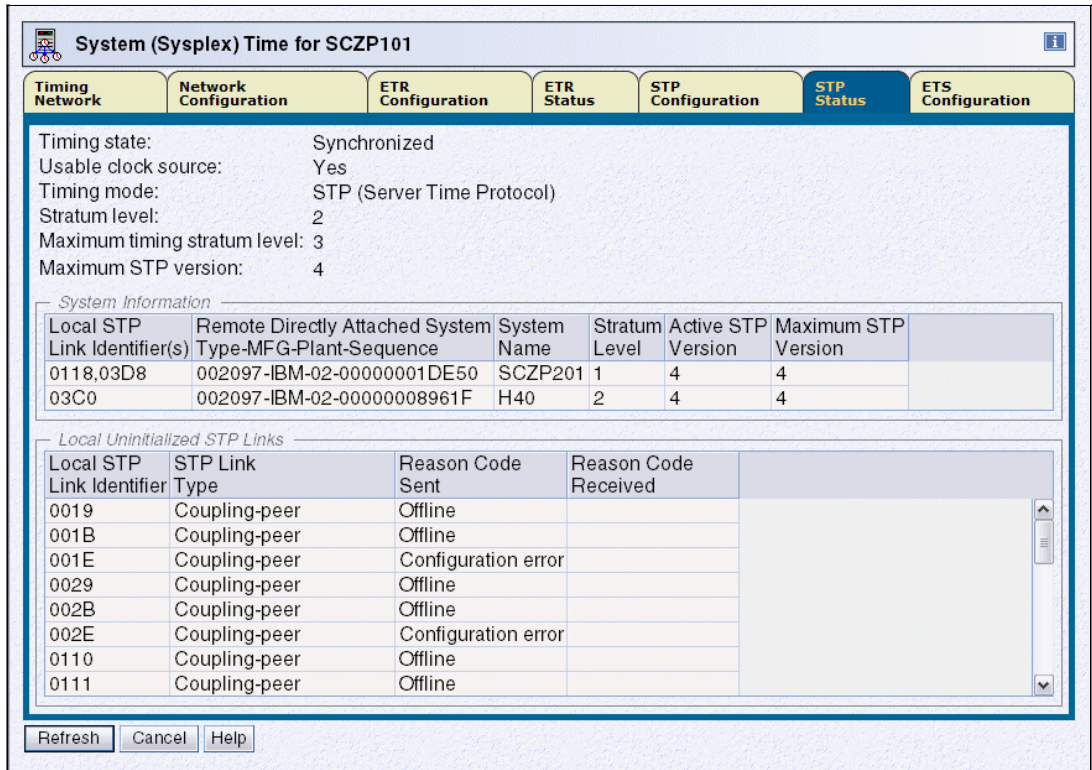 System (Sysplex) Time for SCZP101
i
Timing Network
Network Configuration
ETR Configuration
ETR Status
STP Configuration
STP Status
ETS Configuration
Timing state: Synchronized
Usable clock source: Yes
Timing mode: STP (Server Time Protocol)
Stratum level: 2
Maximum timing stratum level: 3
Maximum STP version: 4
System Information
Local STP Remote Directly Attached System System Stratum Active STP Maximum STP
Link Identifier(s) Type-MFG-Plant-Sequence Name Level Version Version
0118,03D8 002097-IBM-02-00000001DE50 SCZP201 1 4 4
03C0 002097-IBM-02-00000008961F H40 2 4 4
Local Uninitialized STP Links
Local STP STP Link Reason Code Reason Code
Link Identifier Type Sent Received
0019 Coupling-peer Offline
001B Coupling-peer Offline
001E Coupling-peer Configuration error
0029 Coupling-peer Offline
002B Coupling-peer Offline
002E Coupling-peer Configuration error
0110 Coupling-peer Offline
0111 Coupling-peer Offline
Refresh Cancel Help